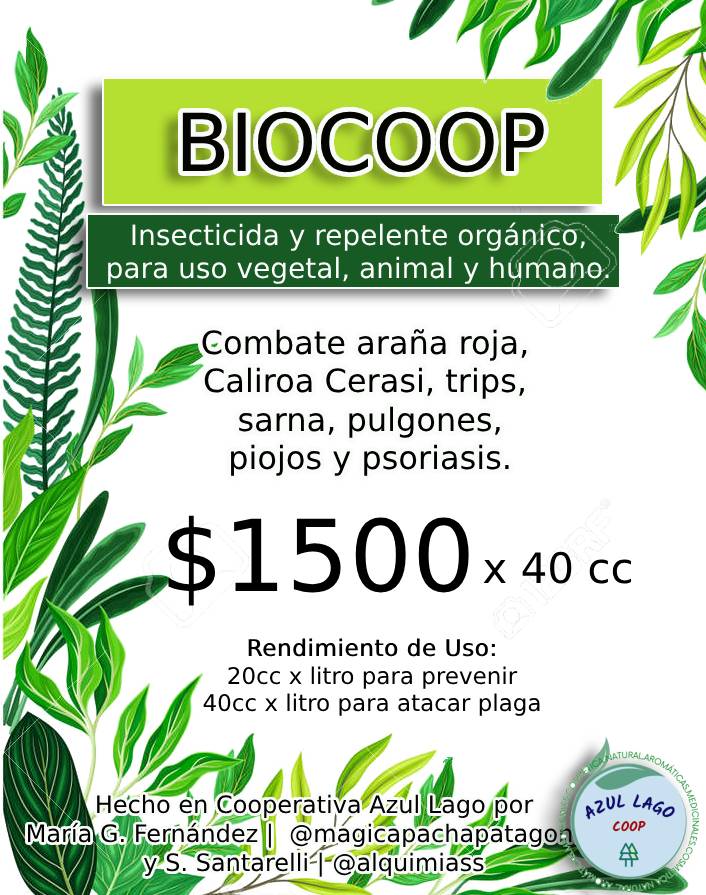 BIOCOOP
Insecticida y repelente orgánico,
para uso vegetal, animal y humano.
Combate araña roja,
Caliroa Cerasi, trips,
sarna, pulgones,
piojos y psoriasis.
$1500 x 40 cc
Rendimiento de Uso:
20cc x litro para prevenir
40cc x litro para atacar plaga
Hecho en Cooperativa Azul Lago por
María G. Fernández | @magicapachapatagon
y S. Santarelli | @alquimiass
AZUL LAGO
COOP